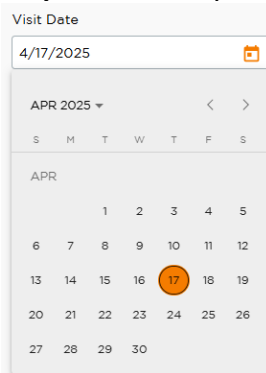 Visit Date
4/17/2025
APR 2025
S M T W T F S
APR
1 2 3 4 5
6 7 8 9 10 11 12
13 14 15 16 17 18 19
20 21 22 23 24 25 26
27 28 29 30